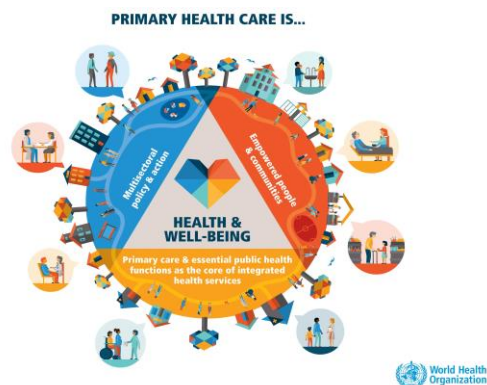 PRIMARY HEALTH CARE IS...
Multisectoral
policy & action
Empowered people
& communities
HEALTH &
WELL-BEING
Primary care & essential public health
functions as the core of integrated
health services
World Health
Organization